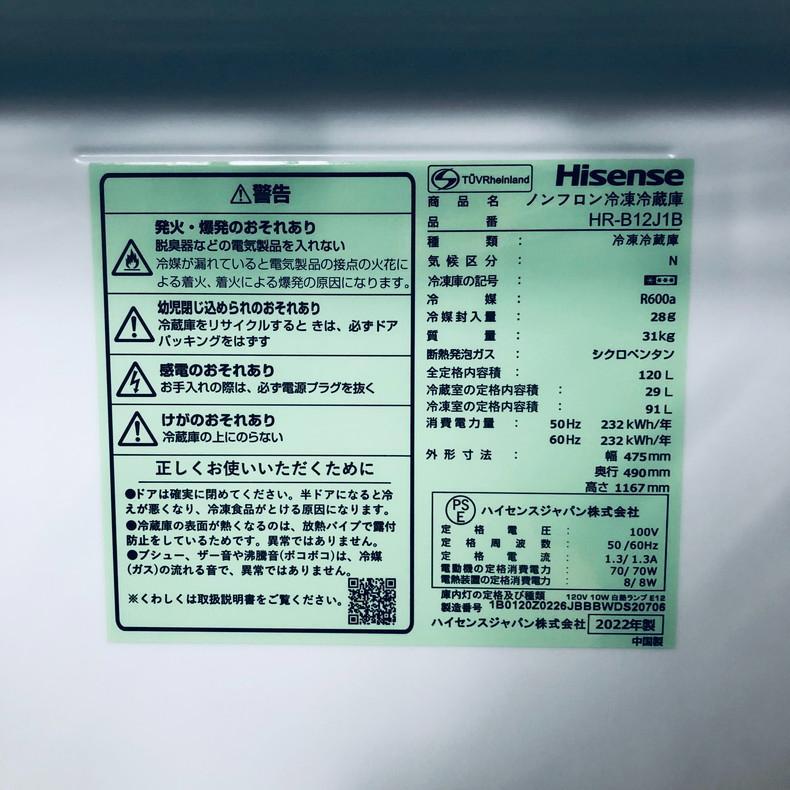 警告
発火・爆発のおそれあり
脱臭器などの電気製品を入れない
冷媒が漏れていると電気製品の接点の火花に
よる着火、着火による爆発の原因になります。
幼児閉じ込められのおそれあり
冷蔵庫をリサイクルすると きは、必ずドア
パッキングをはずす
感電のおそれあり
お手入れの際は、必ず電源プラグを抜く
けがのおそれあり
冷蔵庫の上にのらない
正しくお使いいただくために
●ドアは確実に閉めてください。半ドアになると冷
えが悪くなり、冷凍食品がとける原因になります。
●冷蔵庫の表面が熱くなるのは、放熱パイプで露付
防止をしているためです。異常ではありません。
●ブシュー、ザー音や沸騰音(ボコボコ)は、冷媒
(ガス)の流れる音で、異常ではありません。
※くわしくは取扱説明書をご覧ください。
TÜVRheinland Hisense
商品名 ノンフロン冷凍冷蔵庫
品番 HR-B12J1B
種類 : 冷凍冷蔵庫
気候区分 : N
冷凍庫の記号 :
冷媒 : R600a
冷媒封入量 : 28g
質量 : 31kg
断熱発泡ガス : シクロペンタン
全定格内容積 : 120 L
冷蔵室の定格内容積 : 29 L
冷凍室の定格内容積 : 91 L
消費電力量 : 50Hz 232kWh/年
60Hz 232kWh/年
外形寸法 : 幅 475mm
奥行 490mm
高さ 1167mm
PS
E ハイセンスジャパン株式会社
定格電圧 : 100V
定格周波数 : 50/60Hz
定格電流 : 1.3/1.3A
電動機の定格消費電力 : 70/70W
電熱装置の定格消費電力 : 8/8W
庫内灯の定格及び種類 120V 10W 白熱ランプ E12
製造番号 1B0120Z0226JBBBWDS20706
ハイセンスジャパン株式会社 2022年製
中国製